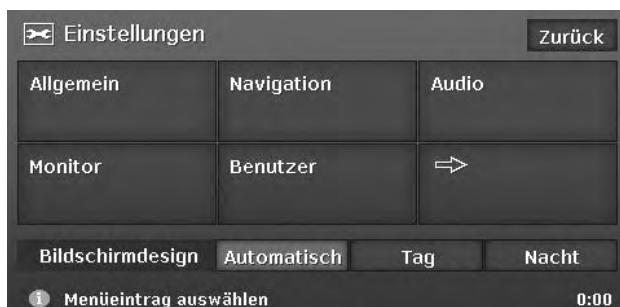 Einstellungen Zurück
Allgemein Navigation Audio
Monitor Benutzer
Bildschirmdesign Automatisch Tag Nacht
Menüeintrag auswählen 0:00